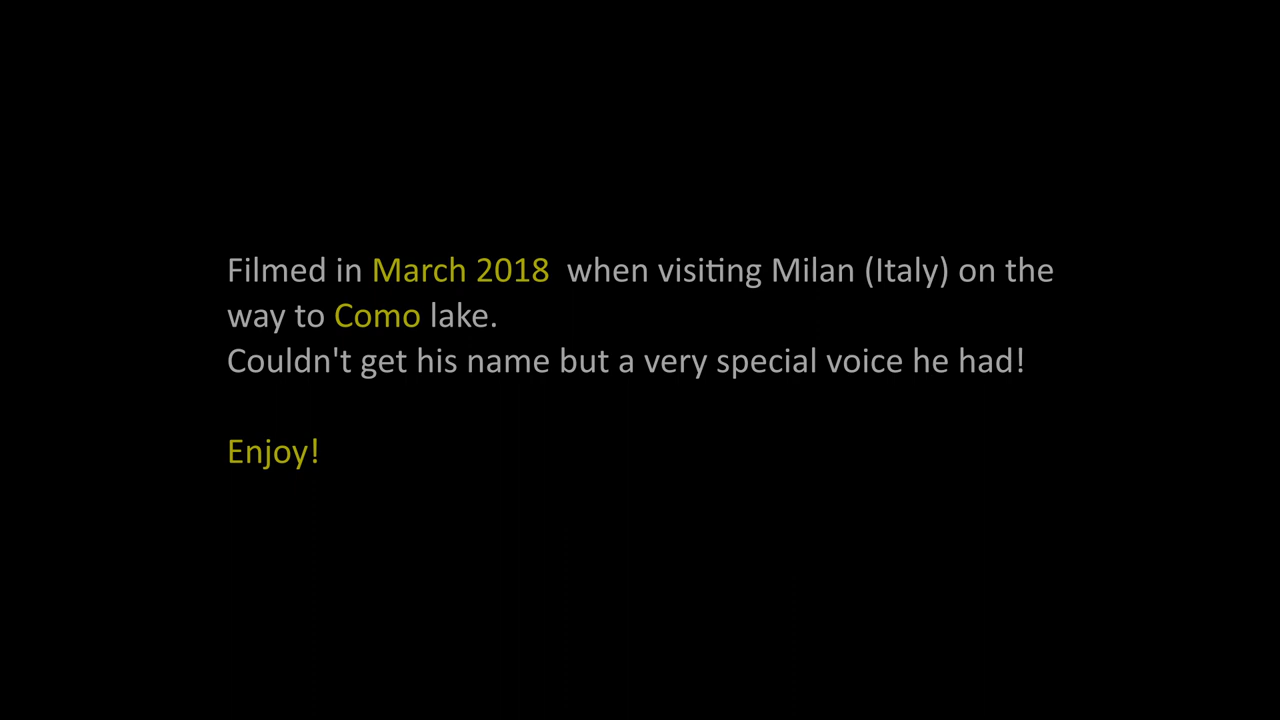 Filmed in March 2018  when visiting Milan (Italy) on the
way to Como lake.
Couldn't get his name but a very special voice he had!
Enjoy!